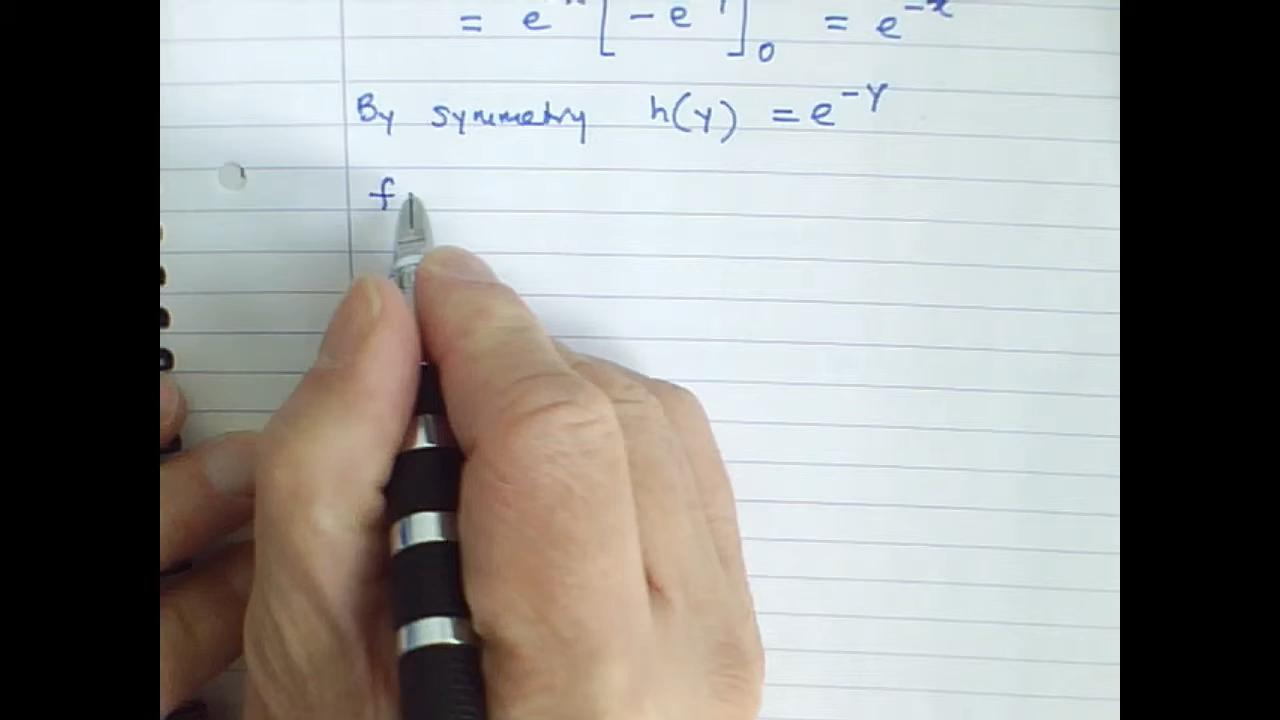 = e [ - e ]₀ = e^{-x}
By symmetry h(y) = e^{-y}
f